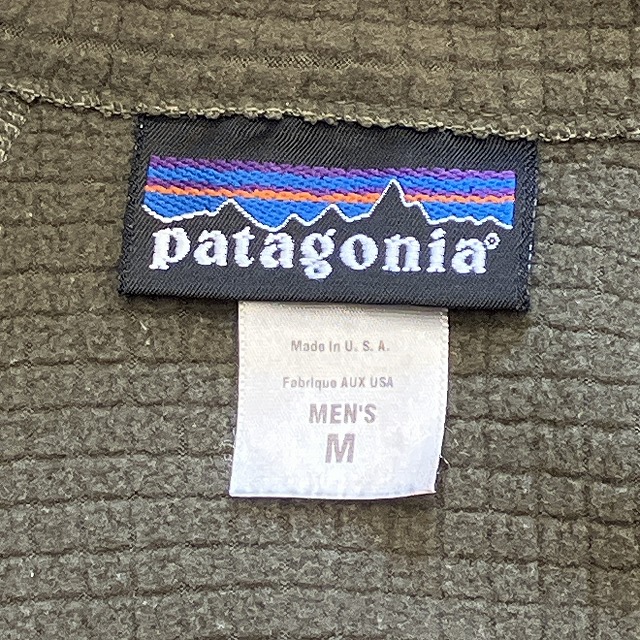 patagonia®
Made In U. S. A.
Fabrique AUX USA
MEN'S
M